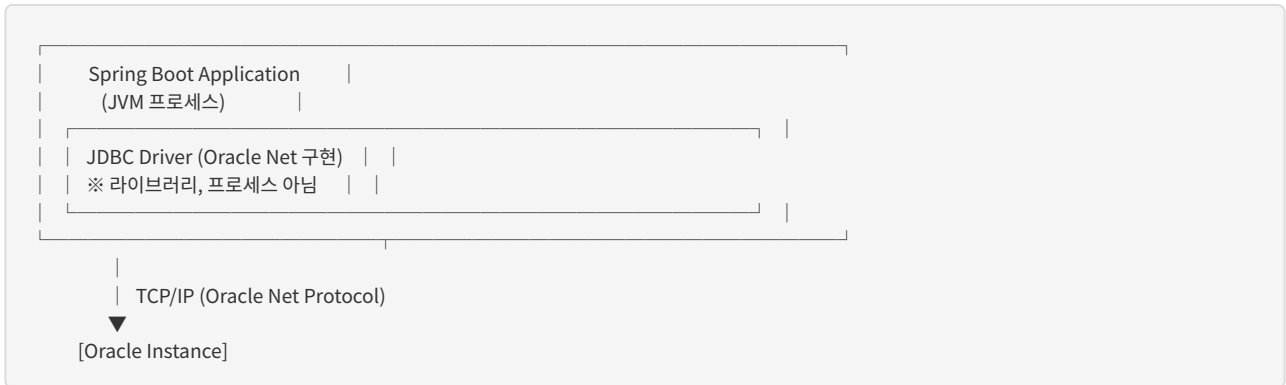 Spring Boot Application
(JVM 프로세스)
JDBC Driver (Oracle Net 구현)
※ 라이브러리, 프로세스 아님
TCP/IP (Oracle Net Protocol)
[Oracle Instance]